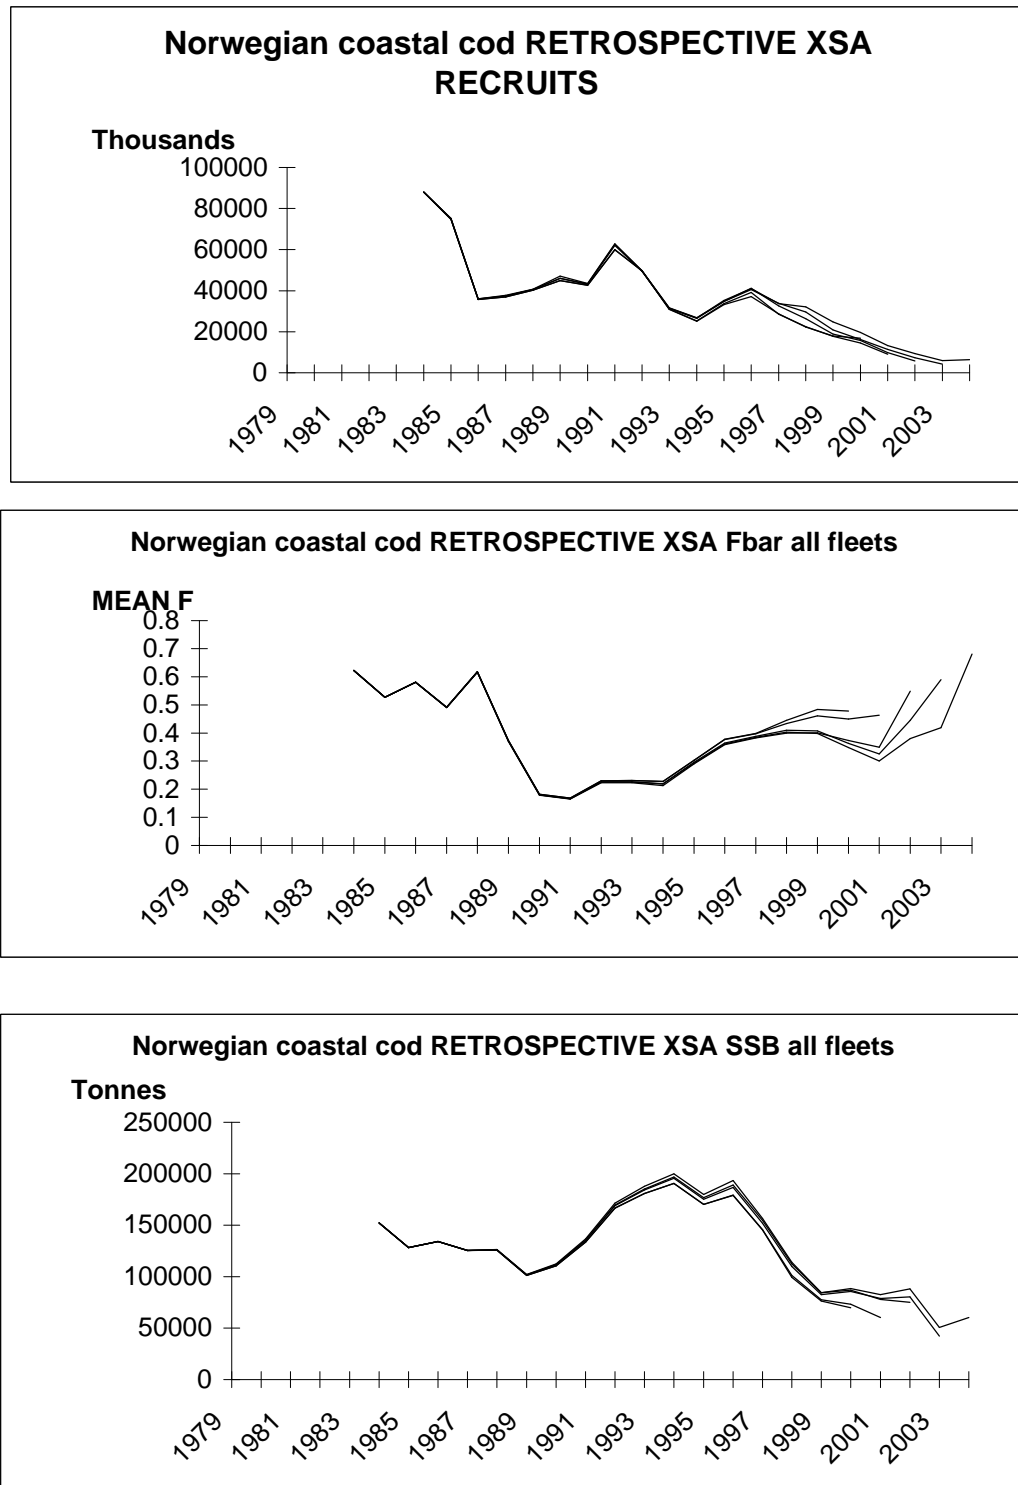 Norwegian coastal cod RETROSPECTIVE XSA
RECRUITS
Thousands
100000
80000
60000
40000
20000
0
1979 1981 1983 1985 1987 1989 1991 1993 1995 1997 1999 2001 2003
Norwegian coastal cod RETROSPECTIVE XSA Fbar all fleets
MEAN F
0.8
0.7
0.6
0.5
0.4
0.3
0.2
0.1
0
1979 1981 1983 1985 1987 1989 1991 1993 1995 1997 1999 2001 2003
Norwegian coastal cod RETROSPECTIVE XSA SSB all fleets
Tonnes
250000
200000
150000
100000
50000
0
1979 1981 1983 1985 1987 1989 1991 1993 1995 1997 1999 2001 2003